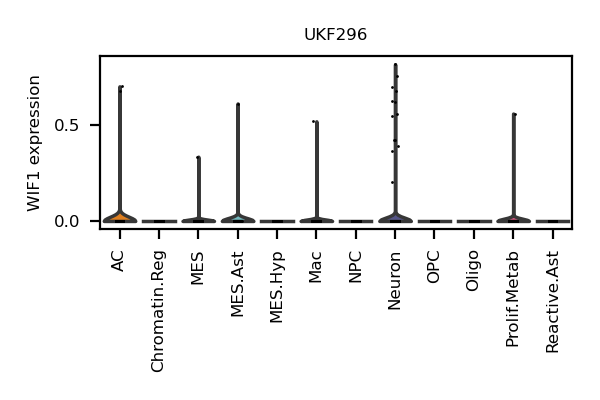 UKF296
WIF1 expression
0.5
0.0
AC
Chromatin.Reg
MES
MES.Ast
MES.Hyp
Mac
NPC
Neuron
OPC
Oligo
Prolif.Metab
Reactive.Ast